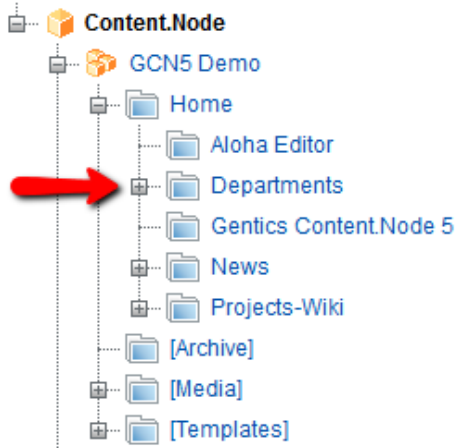 Content.Node
GCN5 Demo
Home
Aloha Editor
Departments
Gentics Content.Node 5
News
Projects-Wiki
[Archive]
[Media]
[Templates]